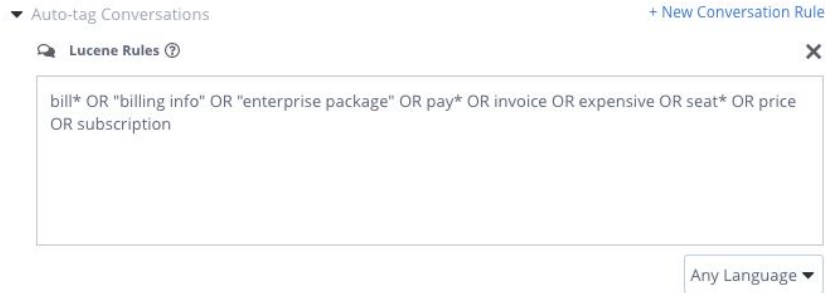 Auto-tag Conversations
+ New Conversation Rule
Lucene Rules ?
bill* OR "billing info" OR "enterprise package" OR pay* OR invoice OR expensive OR seat* OR price
OR subscription
Any Language